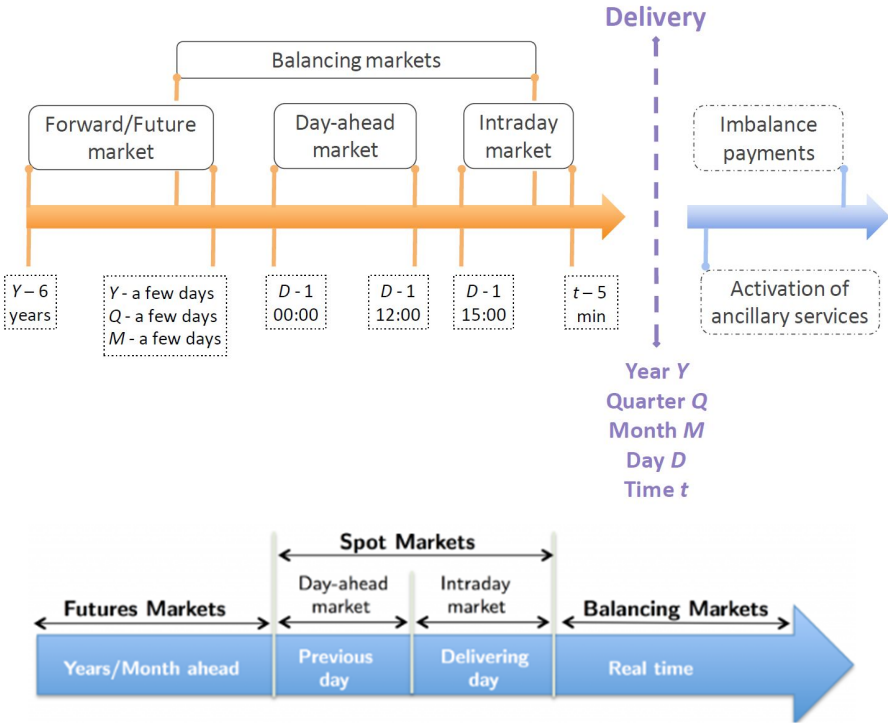 Delivery
Balancing markets
Forward/Future
market
Day-ahead
market
Intraday
market
Imbalance
payments
Y – 6
years
Y - a few days
Q - a few days
M - a few days
D - 1
00:00
D - 1
12:00
D - 1
15:00
t – 5
min
Activation of
ancillary services
Year Y
Quarter Q
Month M
Day D
Time t
Spot Markets
Futures Markets
Day-ahead
market
Intraday
market
Balancing Markets
Years/Month ahead
Previous
day
Delivering
day
Real time